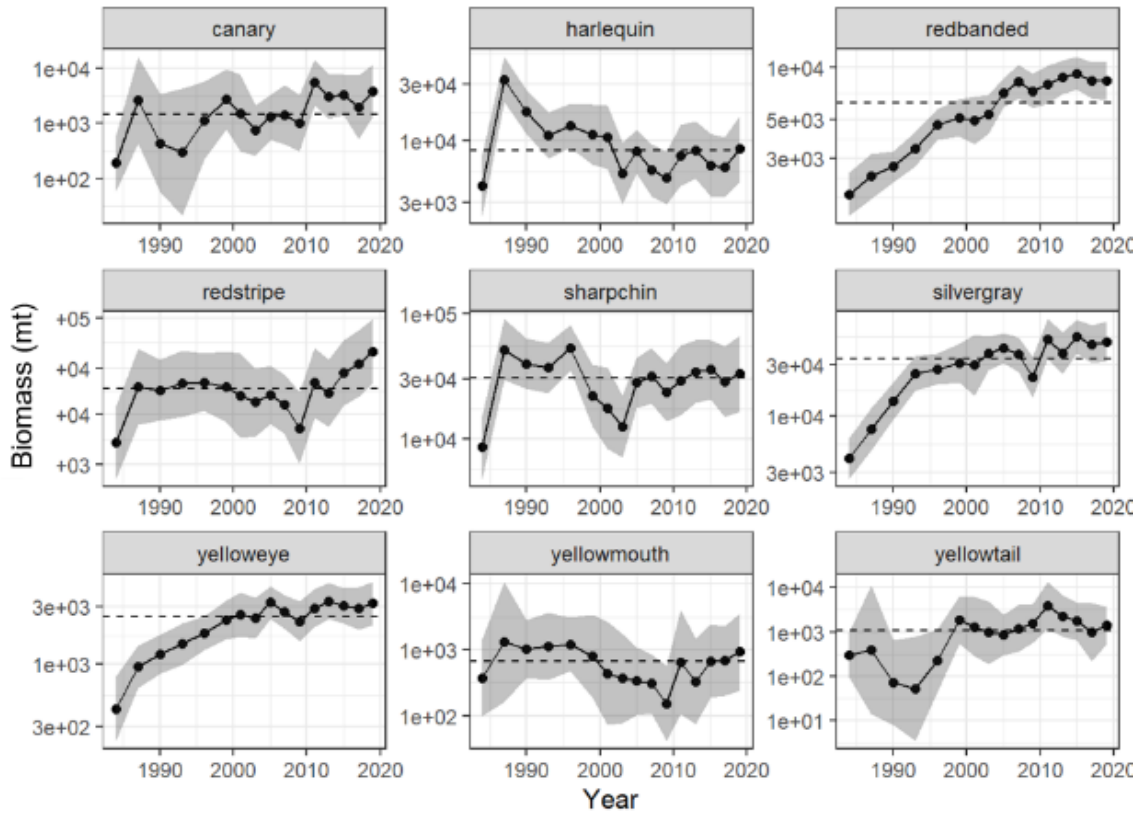 canary harlequin redbanded
1e+04
1e+03
1e+02
3e+04
1e+04
3e+03
1e+04
5e+03
3e+03
1990 2000 2010 2020 1990 2000 2010 2020 1990 2000 2010 2020
redstripe sharpchin silvergray
Biomass (mt)
+05
+04
+04
+03
1e+05
3e+04
1e+04
3e+04
1e+04
3e+03
1990 2000 2010 2020 1990 2000 2010 2020 1990 2000 2010 2020
yelloweye yellowmouth yellowtail
3e+03
1e+03
3e+02
1e+04
1e+03
1e+02
1e+04
1e+03
1e+02
1e+01
1990 2000 2010 2020 1990 2000 2010 2020 1990 2000 2010 2020
Year